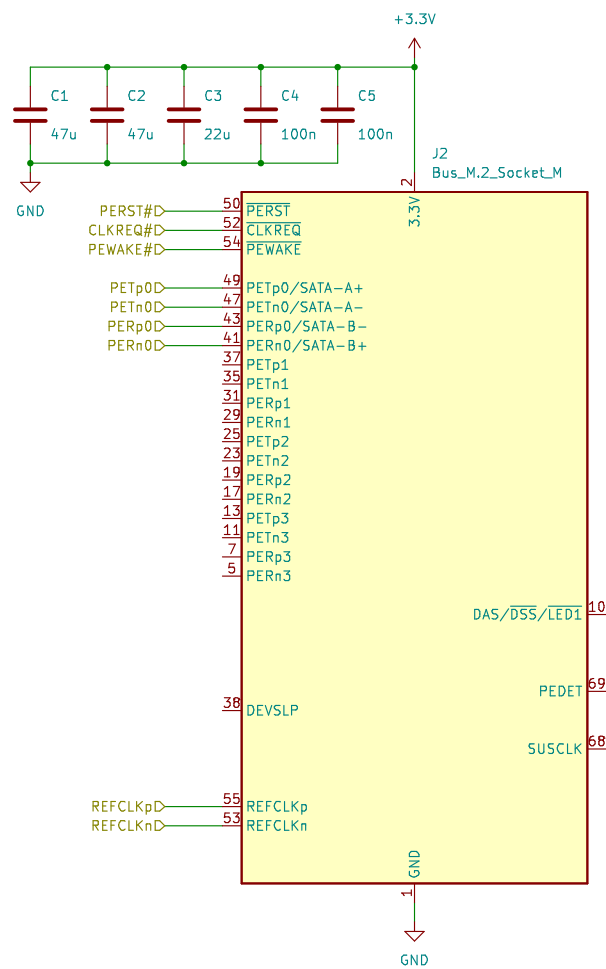 +3.3V
C1
C2
C3
C4
C5
47u
47u
22u
100n
100n
GND
J2
Bus_M.2_Socket_M
2
3.3V
PERST# 50 PERST
CLKREQ# 52 CLKREQ
PEWAKE# 54 PEWAKE
PETp0 49 PETp0/SATA-A+
PETn0 47 PETn0/SATA-A-
PERp0 43 PERp0/SATA-B-
PERn0 41 PERn0/SATA-B+
37 PETp1
35 PETn1
31 PERp1
29 PERn1
25 PETp2
23 PETn2
19 PERp2
17 PERn2
13 PETp3
11 PETn3
7 PERp3
5 PERn3
DAS/DSS/LED1 10
PEDET 69
38 DEVSLP
SUSCLK 68
REFCLKp 55 REFCLKp
REFCLKn 53 REFCLKn
GND
1
GND